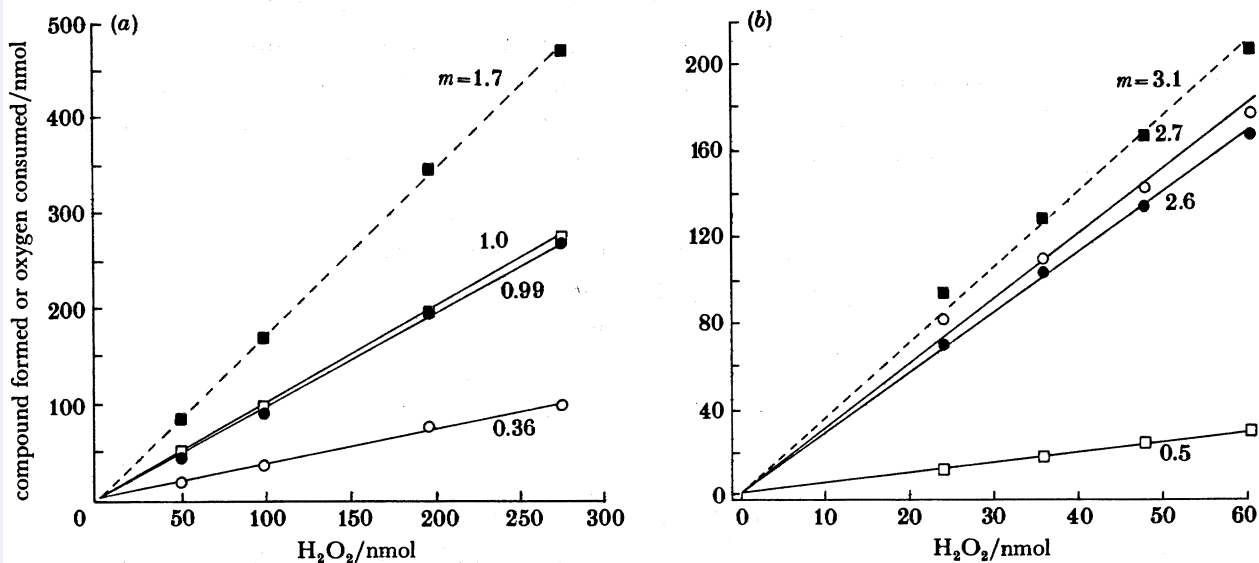 compound formed or oxygen consumed/nmol
(a)
500
400
300
200
100
0
m=1.7
1.0
0.99
0.36
50 100 150 200 250 300
H₂O₂/nmol
(b)
200
160
120
80
40
0
m=3.1
2.7
2.6
0.5
0 10 20 30 40 50 60
H₂O₂/nmol